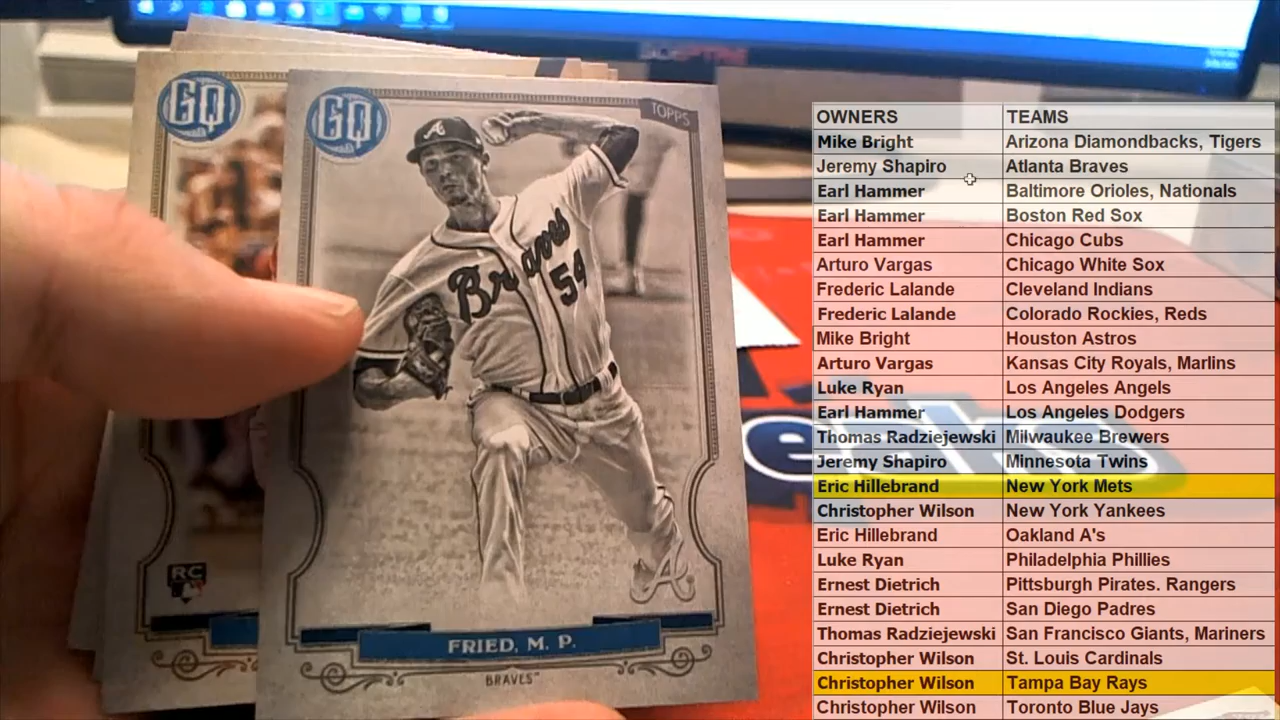 GQ
GQ
TOPPS
A
Braves
54
RC
FRIED, M. P.
BRAVES
OWNERS TEAMS
Mike Bright Arizona Diamondbacks, Tigers
Jeremy Shapiro Atlanta Braves
Earl Hammer Baltimore Orioles, Nationals
Earl Hammer Boston Red Sox
Earl Hammer Chicago Cubs
Arturo Vargas Chicago White Sox
Frederic Lalande Cleveland Indians
Frederic Lalande Colorado Rockies, Reds
Mike Bright Houston Astros
Arturo Vargas Kansas City Royals, Marlins
Luke Ryan Los Angeles Angels
Earl Hammer Los Angeles Dodgers
Thomas Radziejewski Milwaukee Brewers
Jeremy Shapiro Minnesota Twins
Eric Hillebrand New York Mets
Christopher Wilson New York Yankees
Eric Hillebrand Oakland A's
Luke Ryan Philadelphia Phillies
Ernest Dietrich Pittsburgh Pirates. Rangers
Ernest Dietrich San Diego Padres
Thomas Radziejewski San Francisco Giants, Mariners
Christopher Wilson St. Louis Cardinals
Christopher Wilson Tampa Bay Rays
Christopher Wilson Toronto Blue Jays